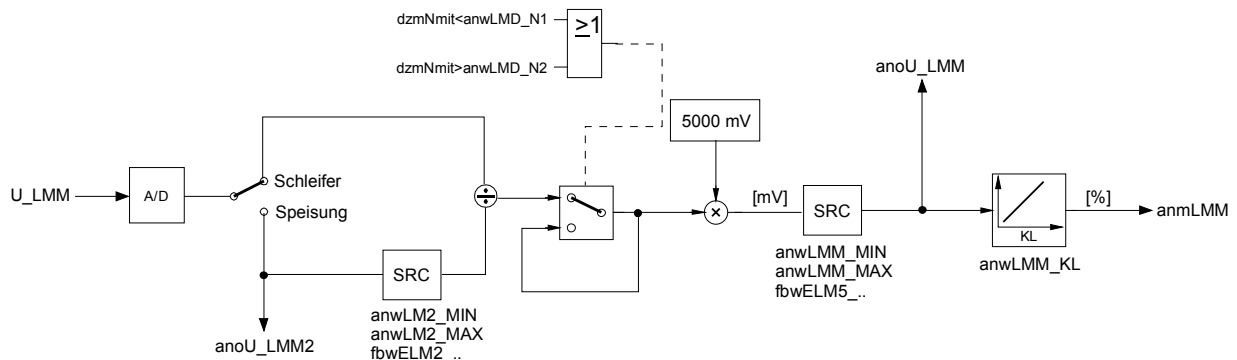 dzmNmit<anwLMD_N1
≥1
dzmNmit>anwLMD_N2
anoU_LMM
5000 mV
U_LMM
A/D
Schleifer
Speisung
÷
×
[mV]
SRC
KL
[%]
anmLMM
anwLMM_KL
SRC
anwLMM_MIN
anwLMM_MAX
fbwELM5_..
anwLM2_MIN
anwLM2_MAX
fbwELM2_..
anoU_LMM2